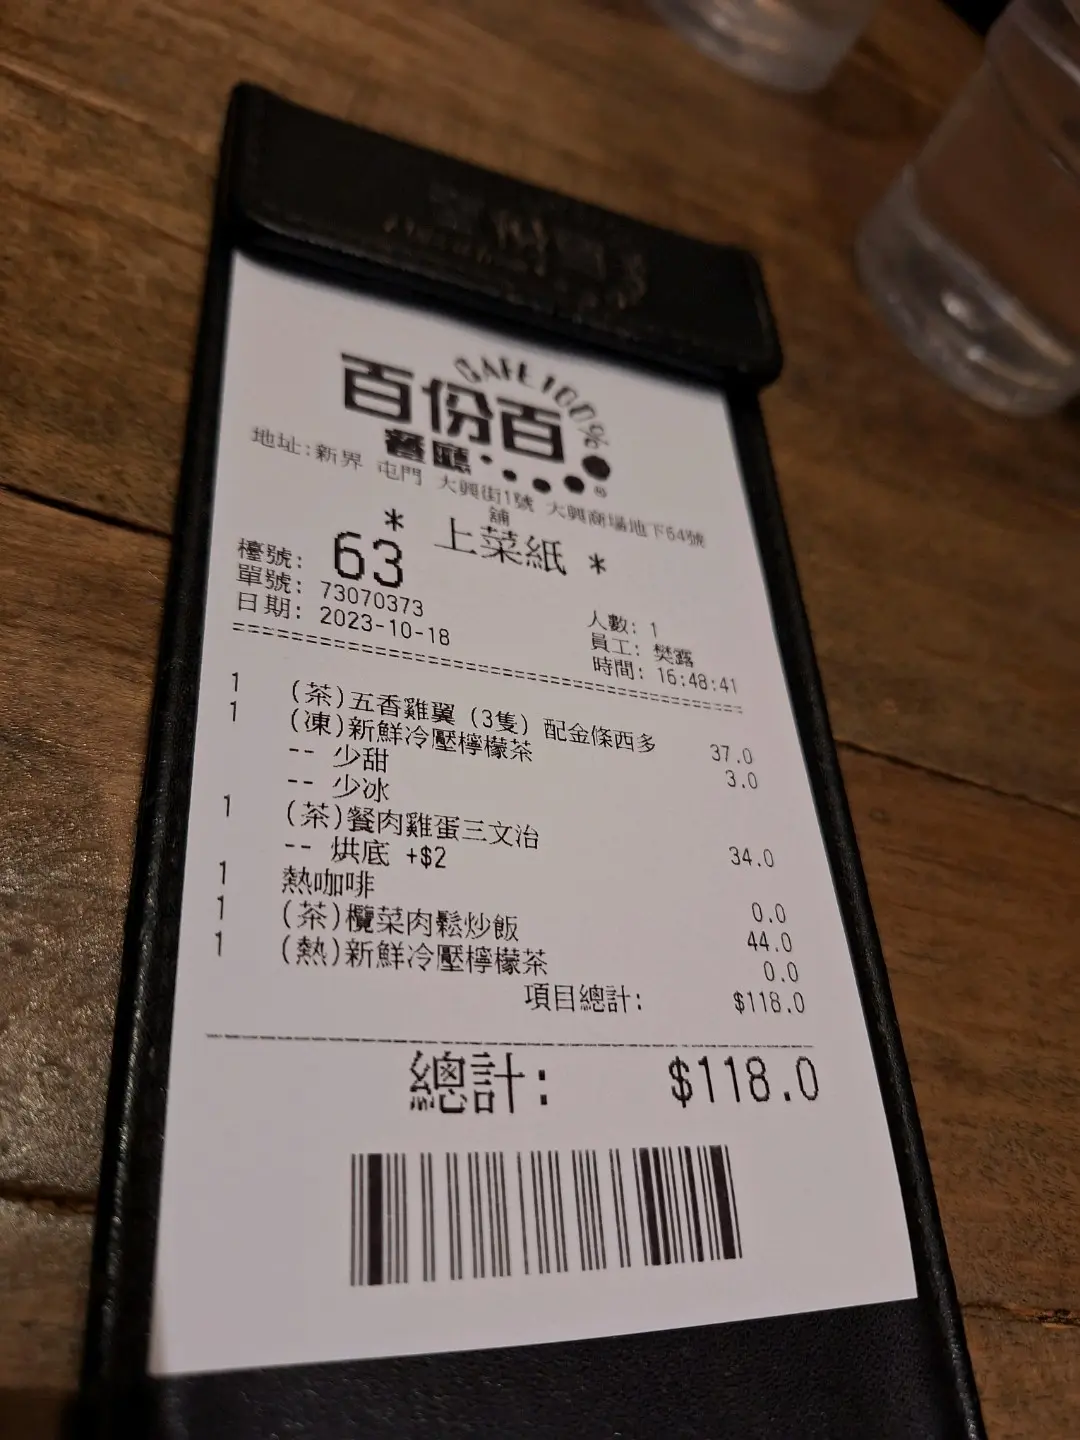 CAFE 100%
百份百
餐廳
®
地址:新界 屯門 大興街1號 大興商場地下54號
舖
* 上菜紙 *
檯號: 63
單號: 73070373
人數: 1
日期: 2023-10-18
員工: 樊露
時間: 16:48:41
1 (茶)五香雞翼 (3隻) 配金條西多 37.0
1 (凍)新鮮冷壓檸檬茶 3.0
-- 少甜
-- 少冰
1 (茶)餐肉雞蛋三文治 34.0
-- 烘底 +$2
1 熱咖啡 0.0
1 (茶)欖菜肉鬆炒飯 44.0
1 (熱)新鮮冷壓檸檬茶 0.0
項目總計: $118.0
總計: $118.0